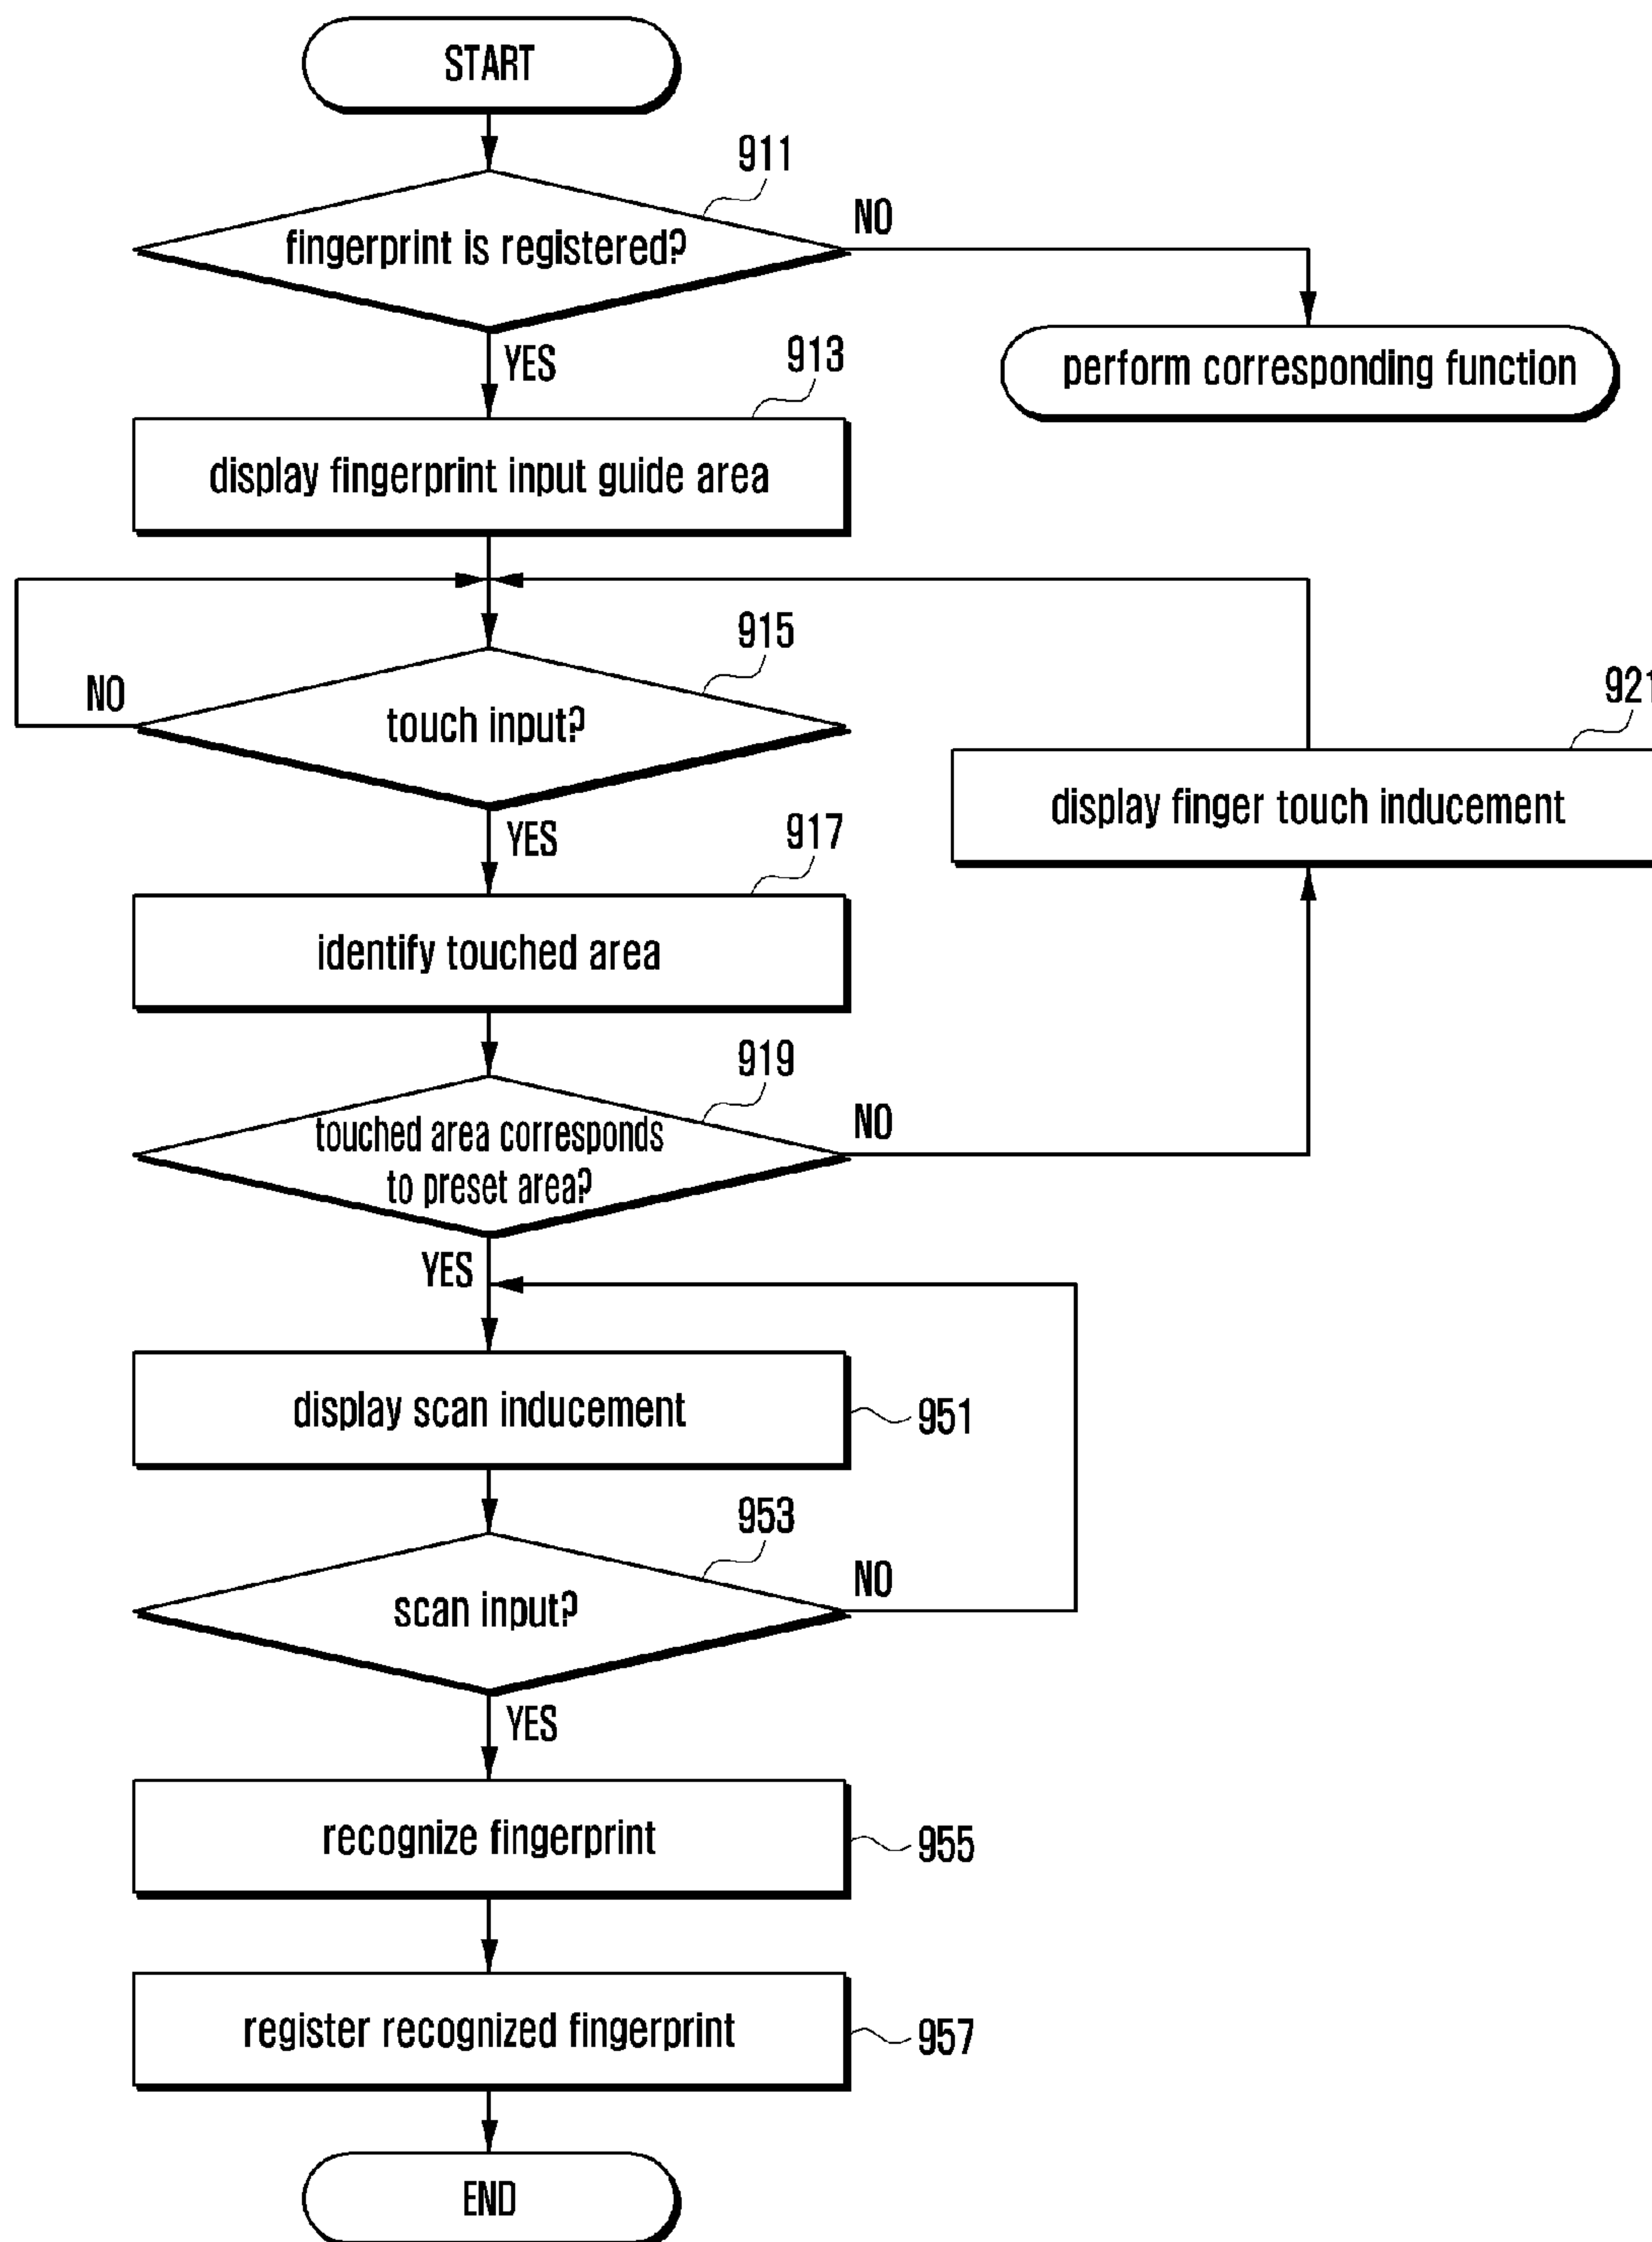 START
911
fingerprint is registered?
NO
perform corresponding function
YES
913
display fingerprint input guide area
915
touch input?
NO
921
display finger touch inducement
YES
917
identify touched area
919
touched area corresponds
to preset area?
NO
YES
display scan inducement
951
953
scan input?
NO
YES
recognize fingerprint
955
register recognized fingerprint
957
END